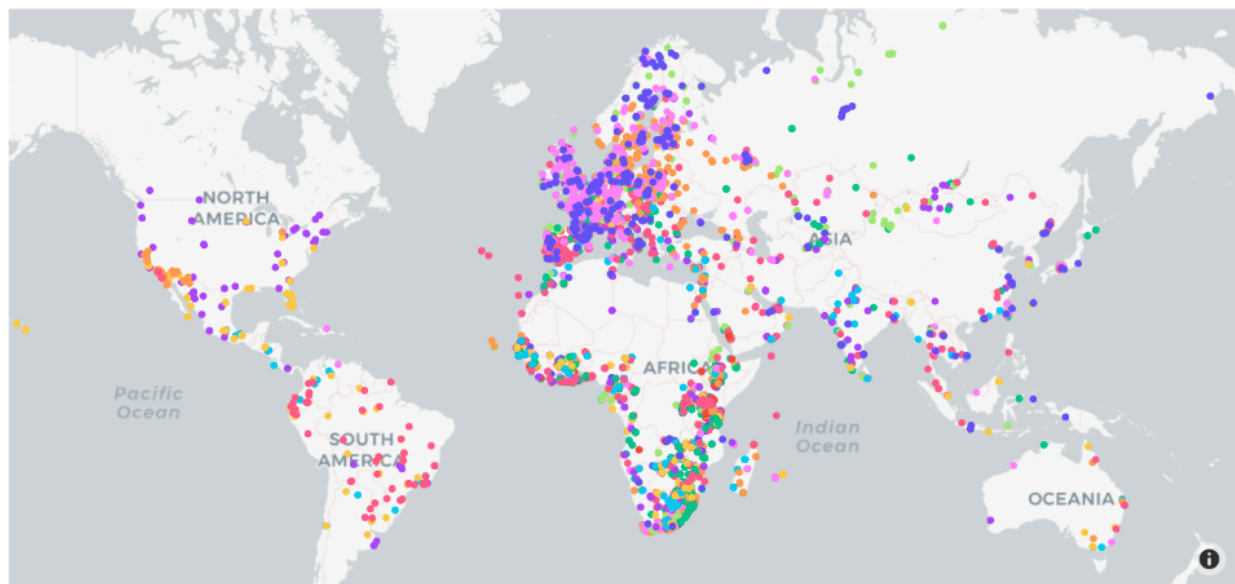 NORTH
AMERICA
ASIA
Pacific
Ocean
AFRICA
Indian
Ocean
SOUTH
AMERICA
OCEANIA
i